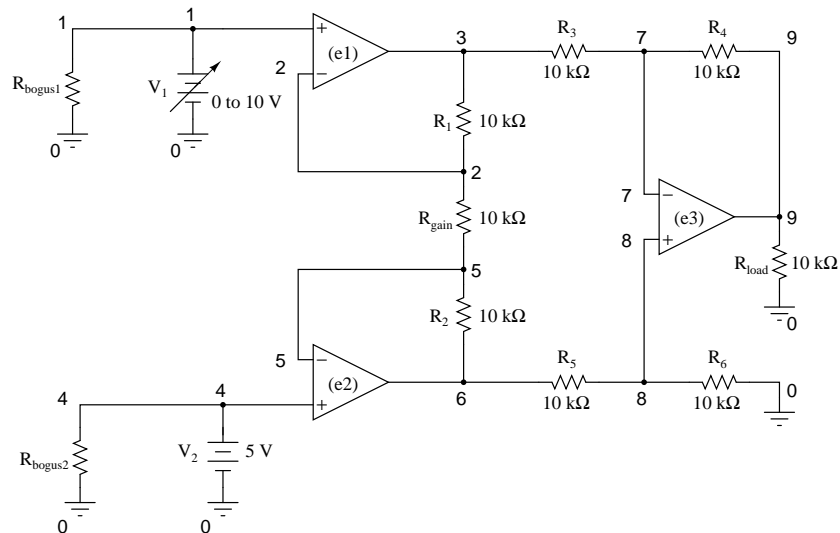 1
1
+
(e1)
3
R3
7
R4
9
2
−
10 kΩ
10 kΩ
Rbogus1
V1
0 to 10 V
R1
10 kΩ
0
0
2
7
−
(e3)
9
Rgain
10 kΩ
8
+
Rload
10 kΩ
5
R2
10 kΩ
0
5
−
(e2)
R5
R6
4
4
+
6
10 kΩ
8
10 kΩ
0
Rbogus2
V2
5 V
0
0